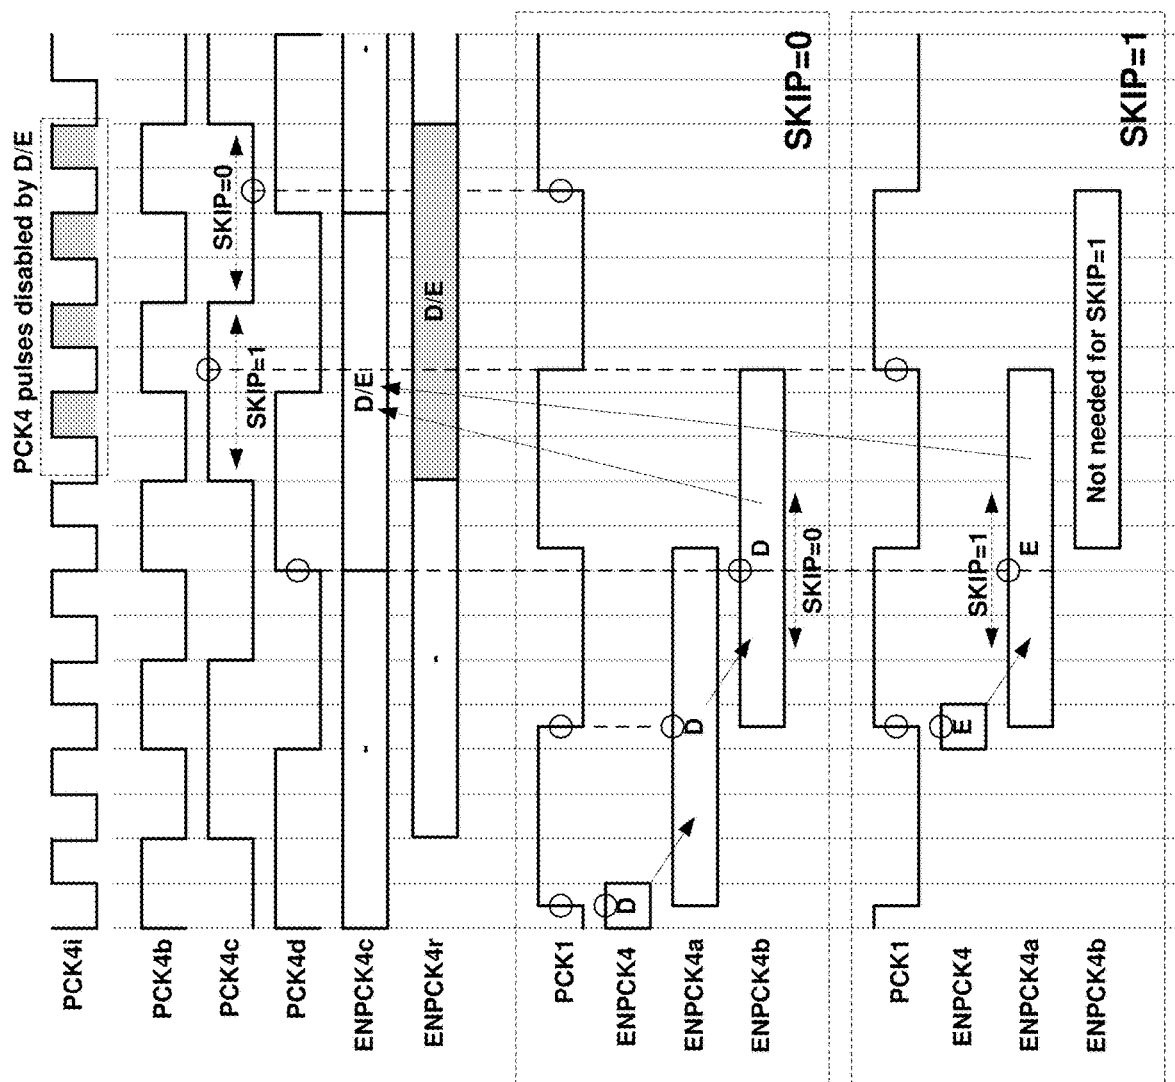 PCK4 pulses disabled by D/E
PCK4i
PCK4b
PCK4c
SKIP=1
SKIP=0
PCK4d
ENPCK4c
-
D/E
-
ENPCK4r
-
D/E
PCK1
ENPCK4
D
ENPCK4a
D
ENPCK4b
D
SKIP=0
SKIP=0
PCK1
ENPCK4
E
SKIP=1
ENPCK4a
E
ENPCK4b
Not needed for SKIP=1
SKIP=1